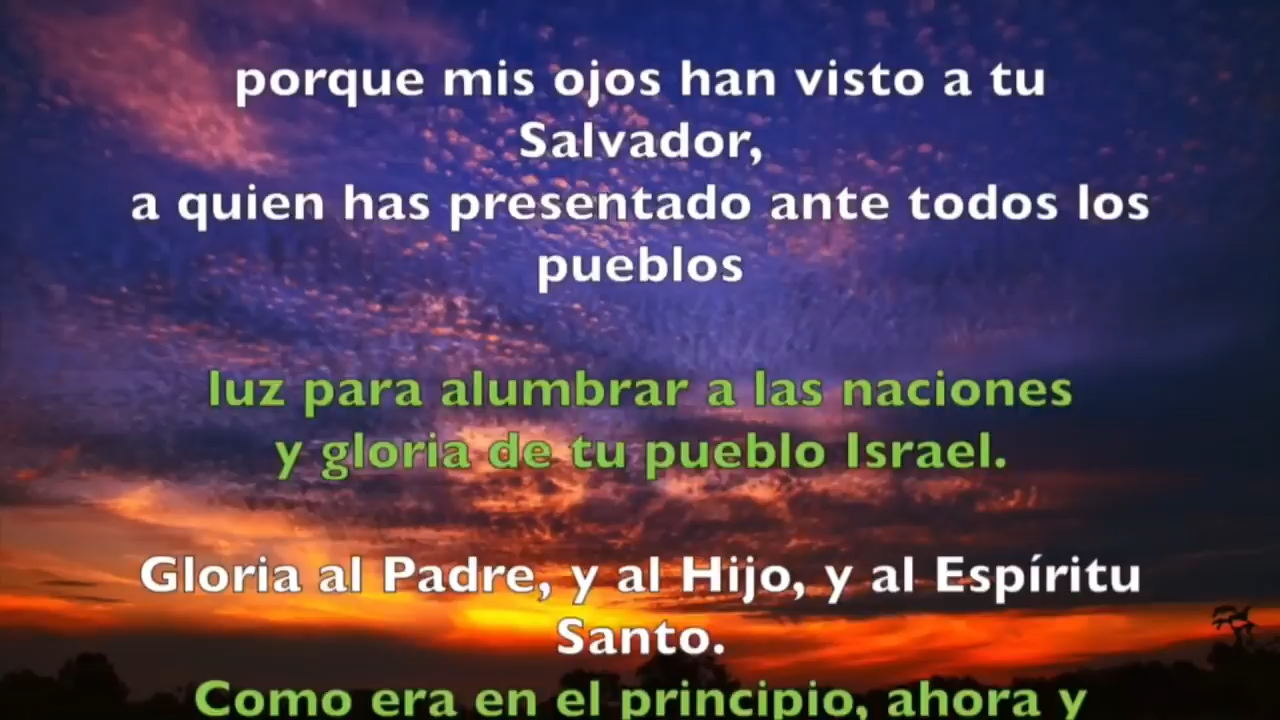 porque mis ojos han visto a tu
Salvador,
a quien has presentado ante todos los
pueblos
luz para alumbrar a las naciones
y gloria de tu pueblo Israel.
Gloria al Padre, y al Hijo, y al Espíritu
Santo.
Como era en el principio, ahora y